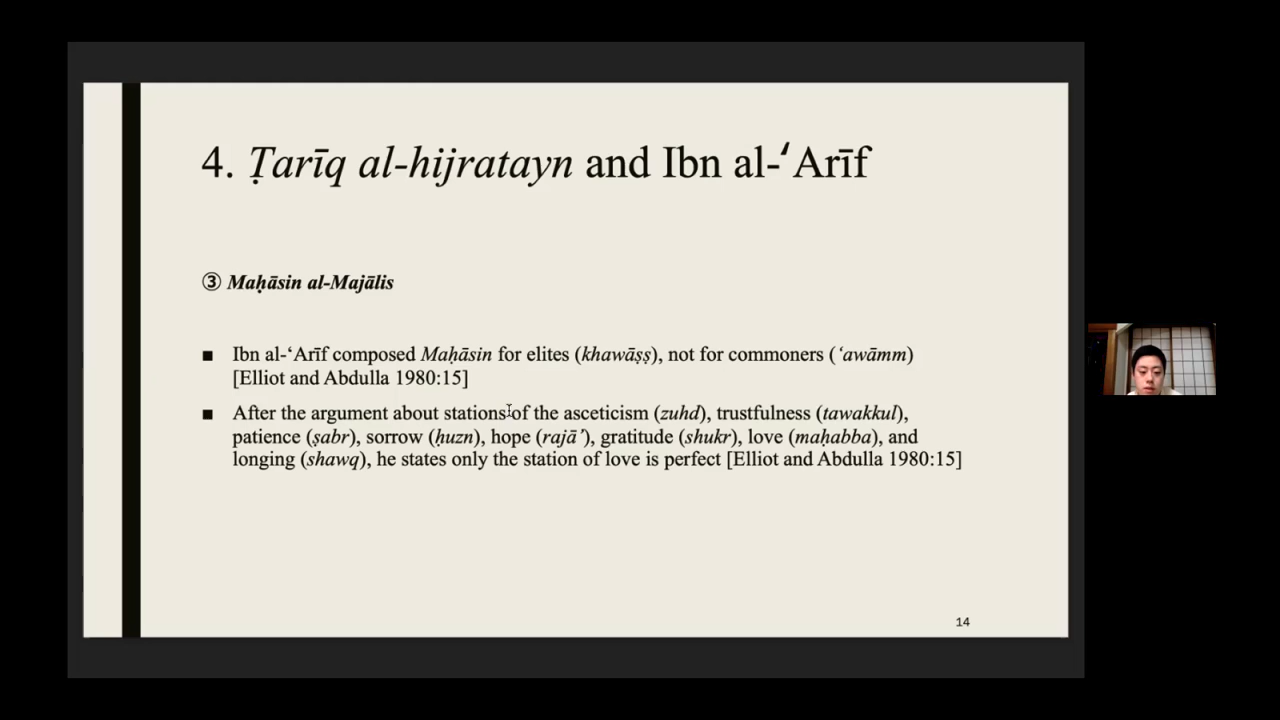 4. Ṭarīq al-hijratayn and Ibn al-ʻArīf
③ Maḥāsin al-Majālis
■ Ibn al-ʻArīf composed Maḥāsin for elites (khawāṣṣ), not for commoners (ʻawāmm)
[Elliot and Abdulla 1980:15]
■ After the argument about stations of the asceticism (zuhd), trustfulness (tawakkul),
patience (ṣabr), sorrow (ḥuzn), hope (rajāʼ), gratitude (shukr), love (maḥabba), and
longing (shawq), he states only the station of love is perfect [Elliot and Abdulla 1980:15]
14